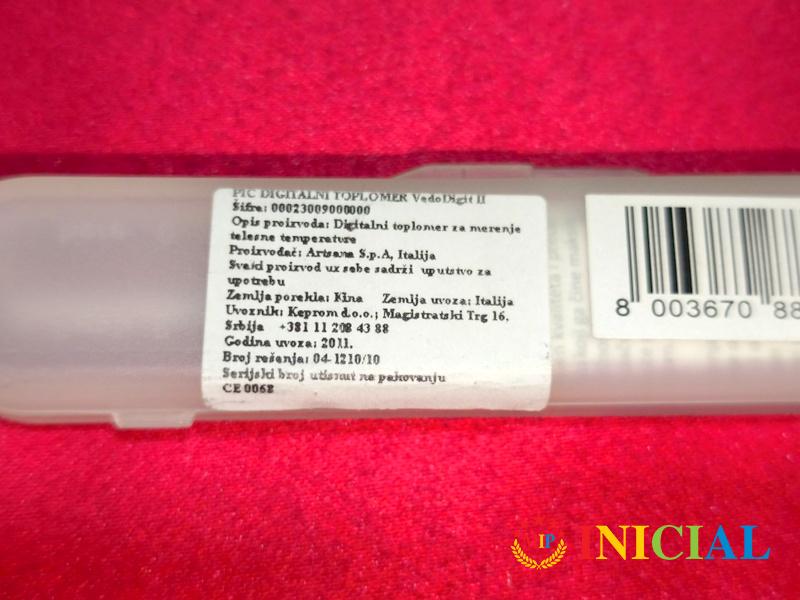 PIC DIGITALNI TOPLOMER VedoDigit II
Šifra: 00023009000000
Opis proizvoda: Digitalni toplomer za merenje
telesne temperature
Proizvođač: Artsana S.p.A, Italija
Svaki proizvod uz sebe sadrži uputstvo za
upotrebu
Zemlja porekla: Kina Zemlja uvoza: Italija
Uvoznik: Keprom d.o.o.; Magistratski Trg 16,
Srbija +381 11 208 43 88
Godina uvoza: 2011.
Broj rešenja: 04-1210/10
Serijski broj utisnut na pakovanju
CE 0068
8 003670 88
IP INICIAL